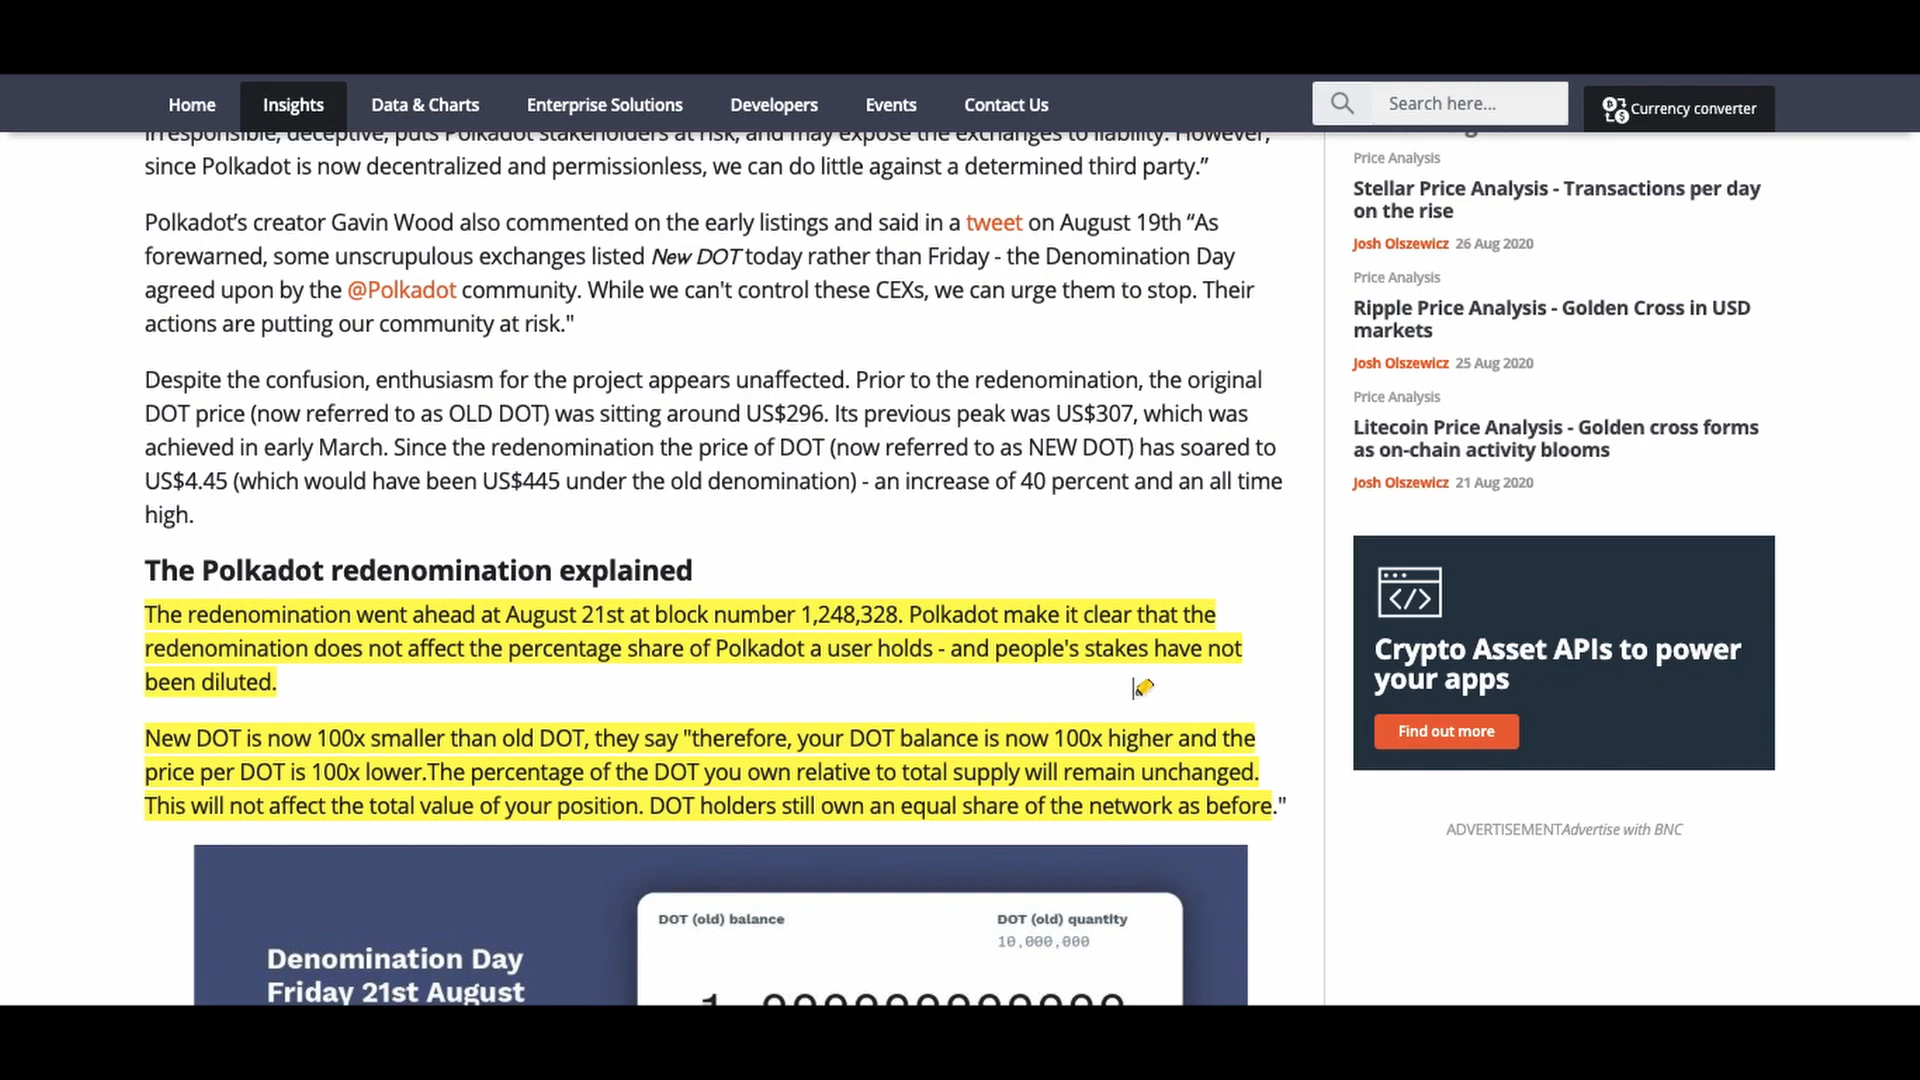 Home
Insights
Data & Charts
Enterprise Solutions
Developers
Events
Contact Us
Search here...
Currency converter
irresponsible, deceptive, puts Polkadot stakeholders at risk, and may expose the exchanges to liability. However,
since Polkadot is now decentralized and permissionless, we can do little against a determined third party.”
Polkadot’s creator Gavin Wood also commented on the early listings and said in a tweet on August 19th “As
forewarned, some unscrupulous exchanges listed New DOT today rather than Friday - the Denomination Day
agreed upon by the @Polkadot community. While we can't control these CEXs, we can urge them to stop. Their
actions are putting our community at risk."
Despite the confusion, enthusiasm for the project appears unaffected. Prior to the redenomination, the original
DOT price (now referred to as OLD DOT) was sitting around US$296. Its previous peak was US$307, which was
achieved in early March. Since the redenomination the price of DOT (now referred to as NEW DOT) has soared to
US$4.45 (which would have been US$445 under the old denomination) - an increase of 40 percent and an all time
high.
The Polkadot redenomination explained
The redenomination went ahead at August 21st at block number 1,248,328. Polkadot make it clear that the
redenomination does not affect the percentage share of Polkadot a user holds - and people's stakes have not
been diluted.
New DOT is now 100x smaller than old DOT, they say "therefore, your DOT balance is now 100x higher and the
price per DOT is 100x lower.The percentage of the DOT you own relative to total supply will remain unchanged.
This will not affect the total value of your position. DOT holders still own an equal share of the network as before."
Denomination Day
Friday 21st August
DOT (old) balance
DOT (old) quantity
10,000,000
Price Analysis
Stellar Price Analysis - Transactions per day
on the rise
Josh Olszewicz 26 Aug 2020
Price Analysis
Ripple Price Analysis - Golden Cross in USD
markets
Josh Olszewicz 25 Aug 2020
Price Analysis
Litecoin Price Analysis - Golden cross forms
as on-chain activity blooms
Josh Olszewicz 21 Aug 2020
Crypto Asset APIs to power
your apps
Find out more
ADVERTISEMENTAdvertise with BNC